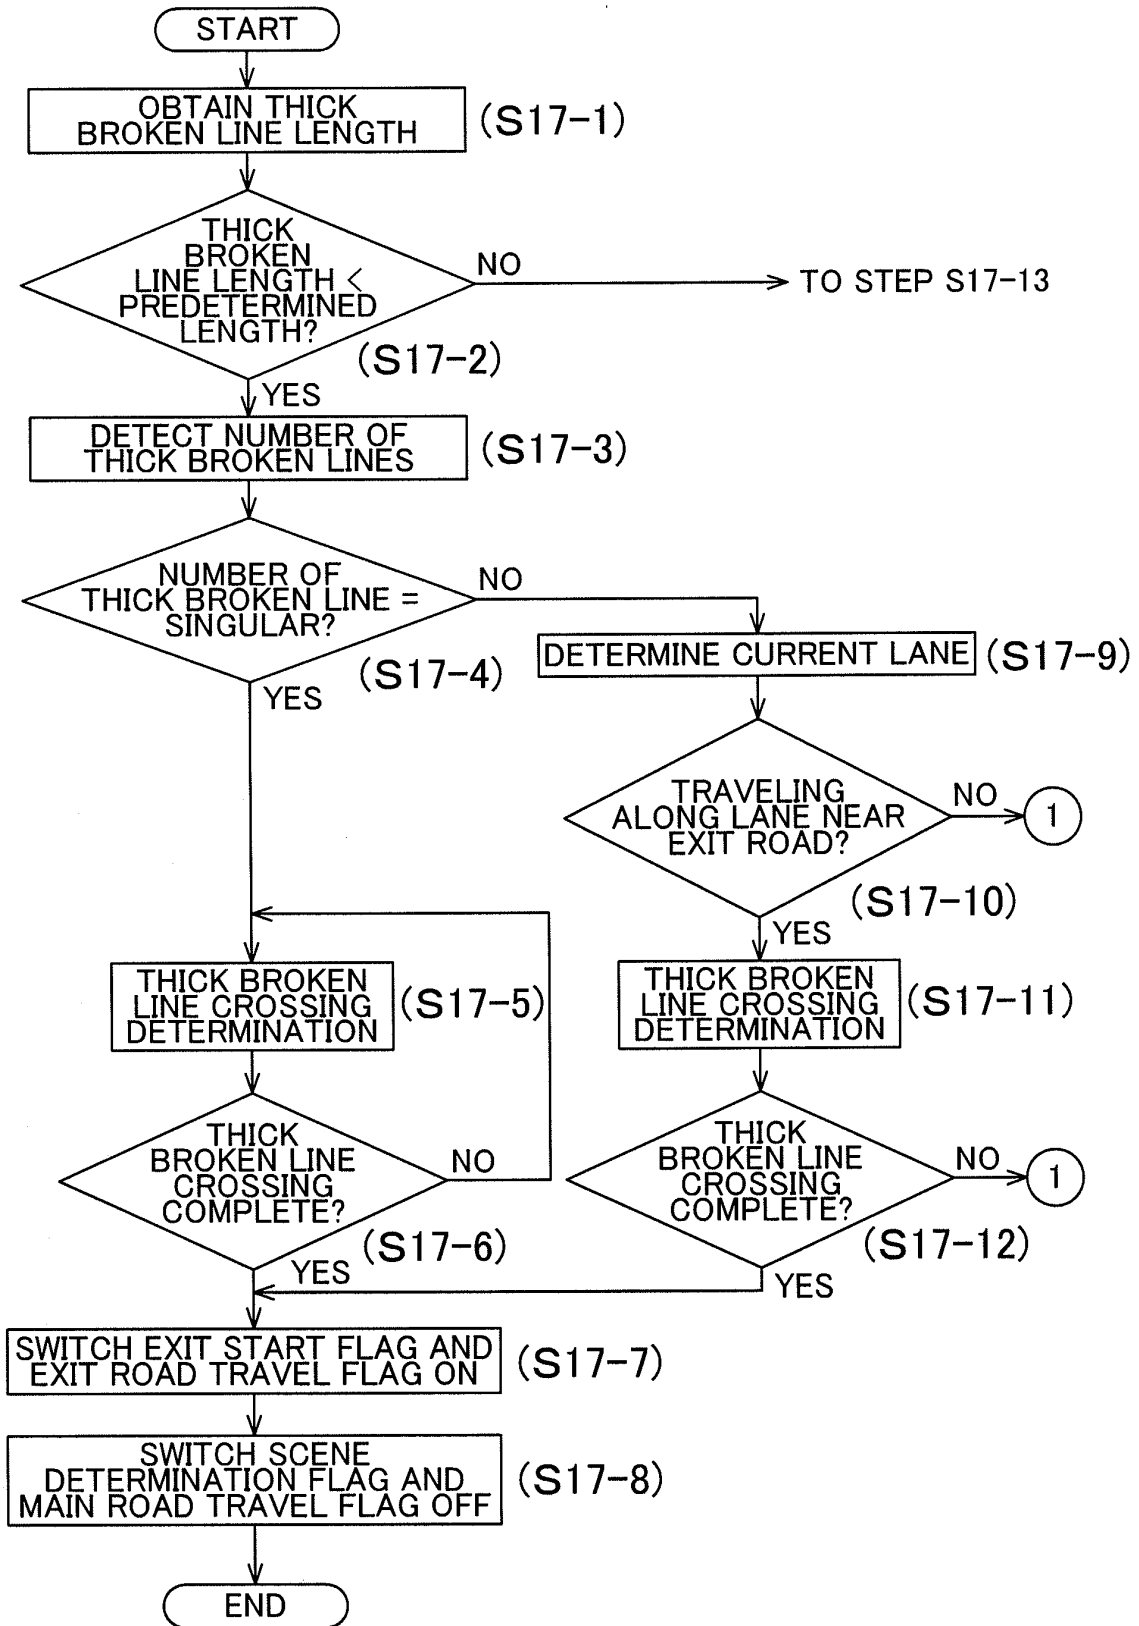 START
OBTAIN THICK
BROKEN LINE LENGTH
(S17-1)
THICK
BROKEN
LINE LENGTH <
PREDETERMINED
LENGTH?
(S17-2)
NO
TO STEP S17-13
YES
DETECT NUMBER OF
THICK BROKEN LINES
(S17-3)
NUMBER OF
THICK BROKEN LINE =
SINGULAR?
(S17-4)
NO
YES
DETERMINE CURRENT LANE
(S17-9)
TRAVELING
ALONG LANE NEAR
EXIT ROAD?
(S17-10)
NO
1
YES
THICK BROKEN
LINE CROSSING
DETERMINATION
(S17-5)
THICK BROKEN
LINE CROSSING
DETERMINATION
(S17-11)
THICK
BROKEN LINE
CROSSING
COMPLETE?
(S17-6)
NO
YES
THICK
BROKEN LINE
CROSSING
COMPLETE?
(S17-12)
NO
1
YES
SWITCH EXIT START FLAG AND
EXIT ROAD TRAVEL FLAG ON
(S17-7)
SWITCH SCENE
DETERMINATION FLAG AND
MAIN ROAD TRAVEL FLAG OFF
(S17-8)
END